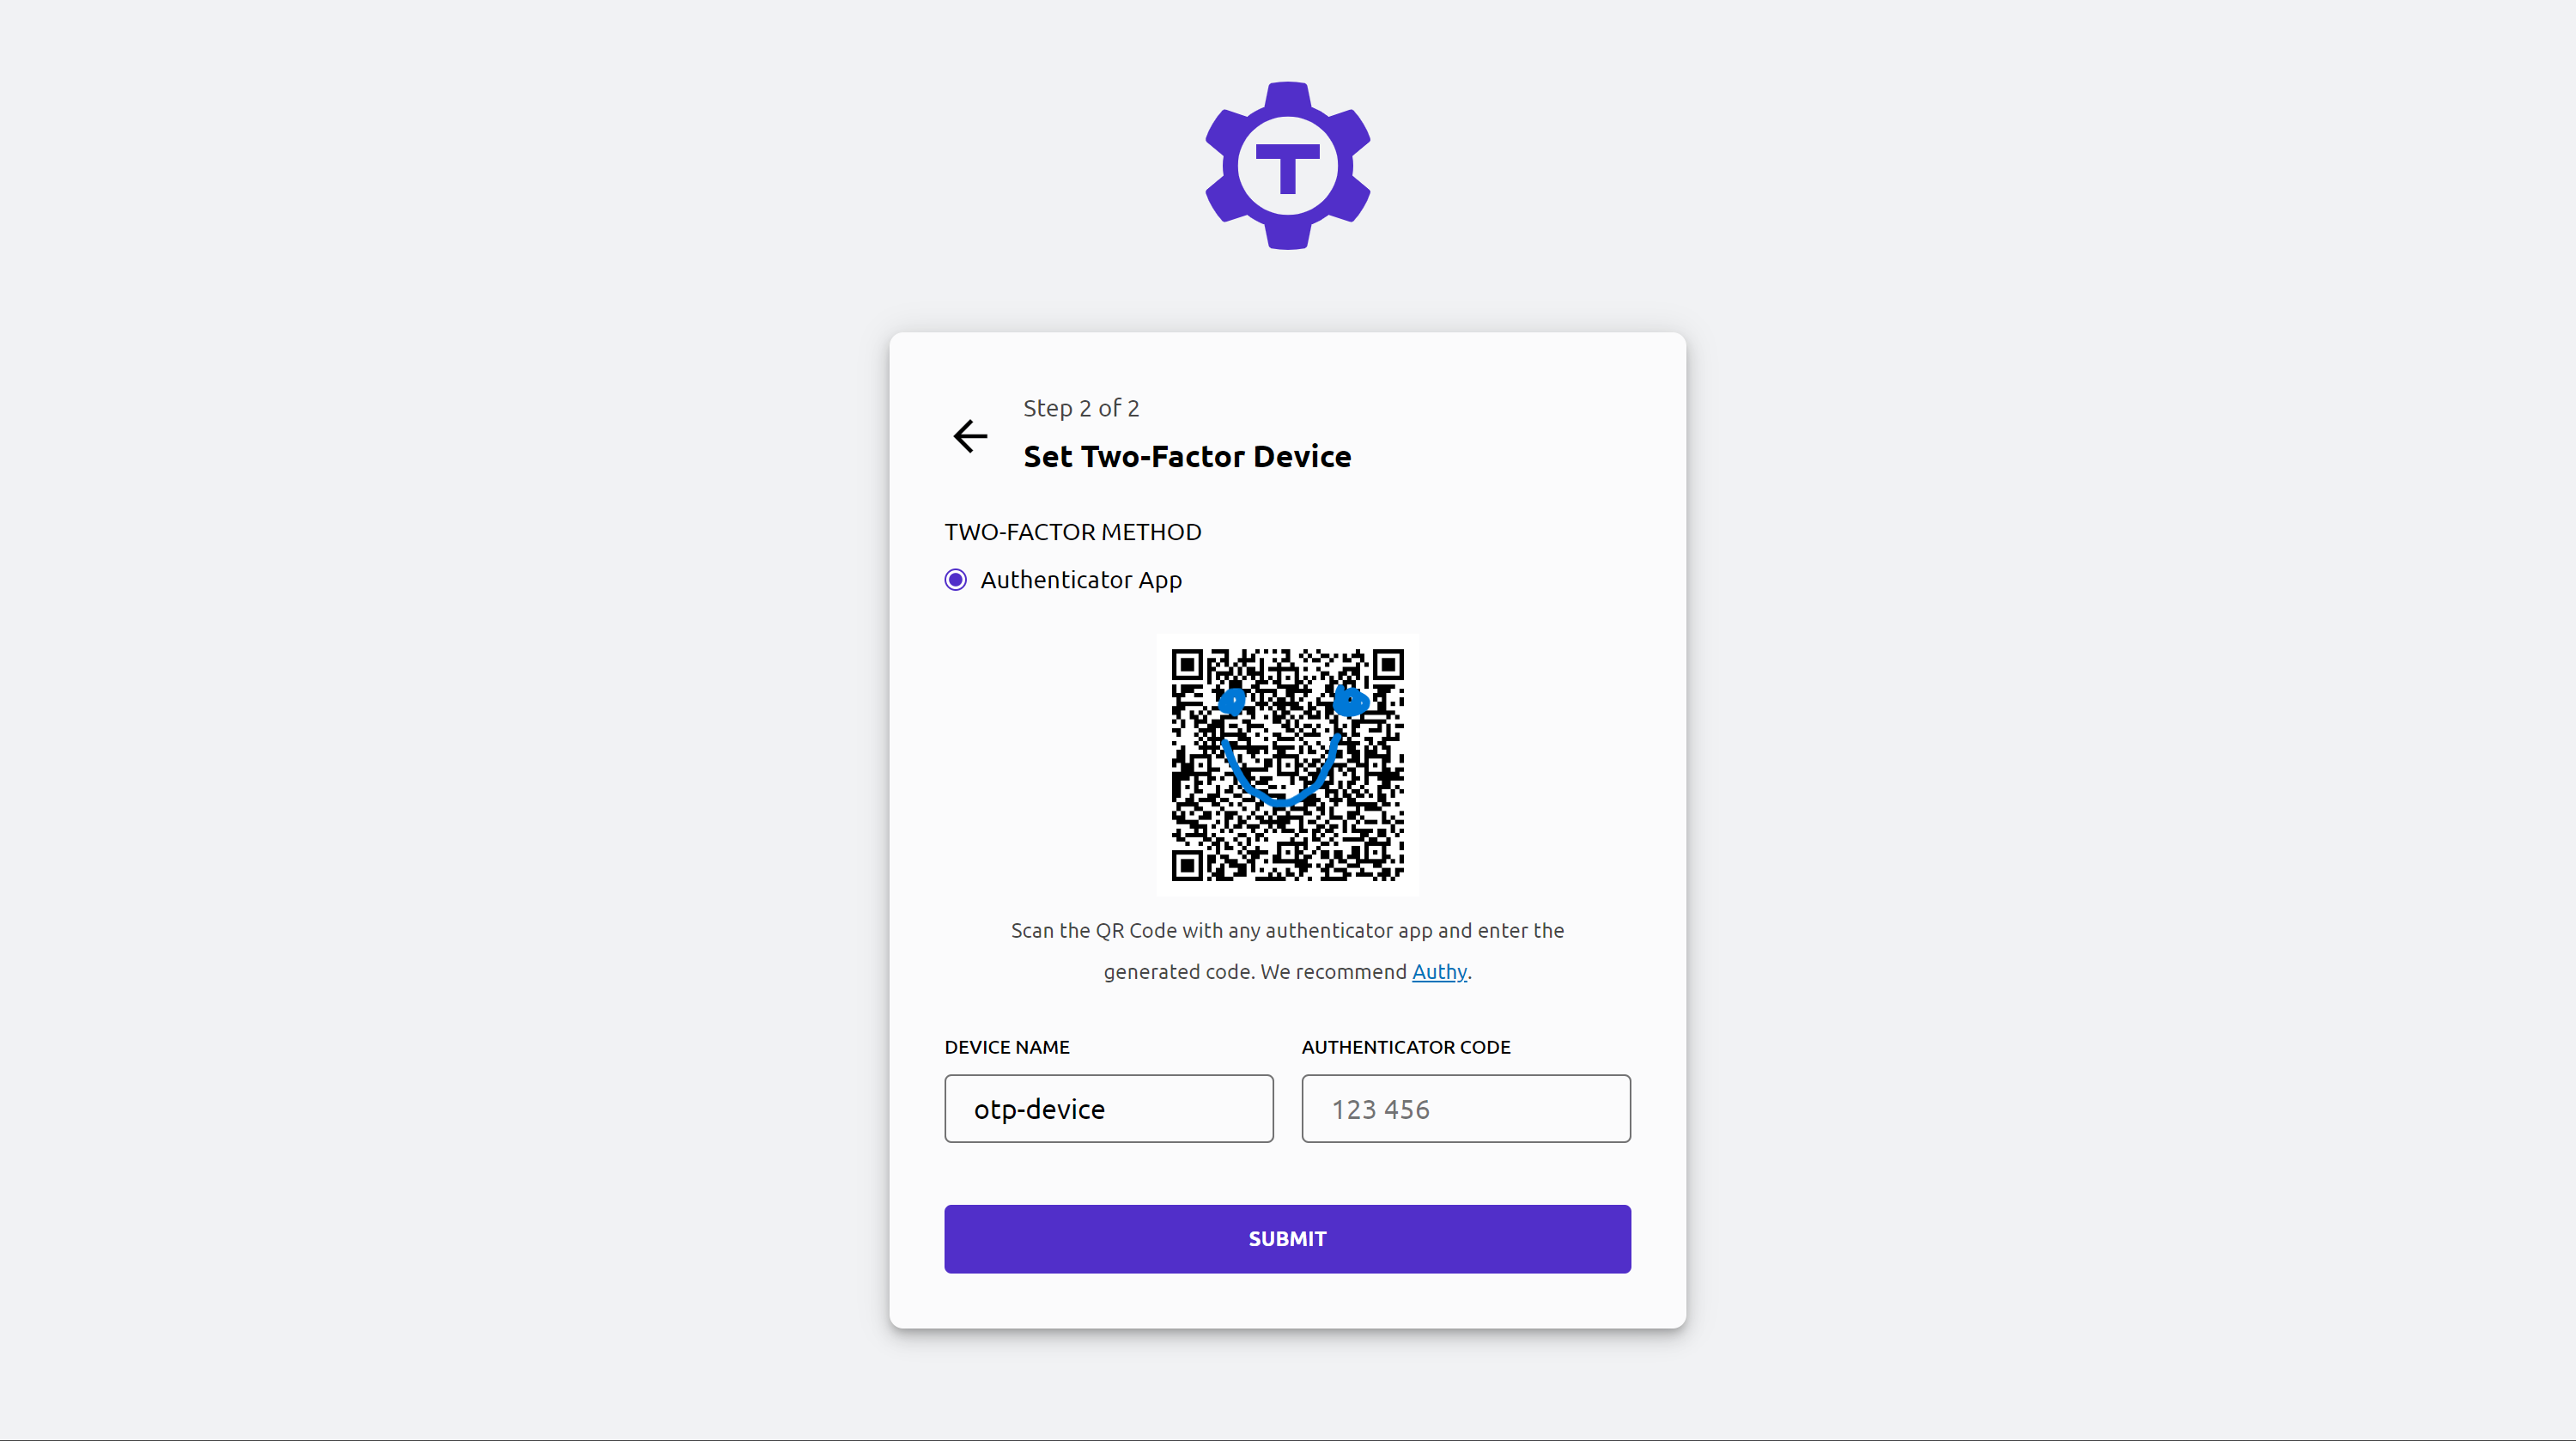 T
Step 2 of 2
Set Two-Factor Device
TWO-FACTOR METHOD
Authenticator App
Scan the QR Code with any authenticator app and enter the
generated code. We recommend Authy.
DEVICE NAME
AUTHENTICATOR CODE
otp-device
123 456
SUBMIT